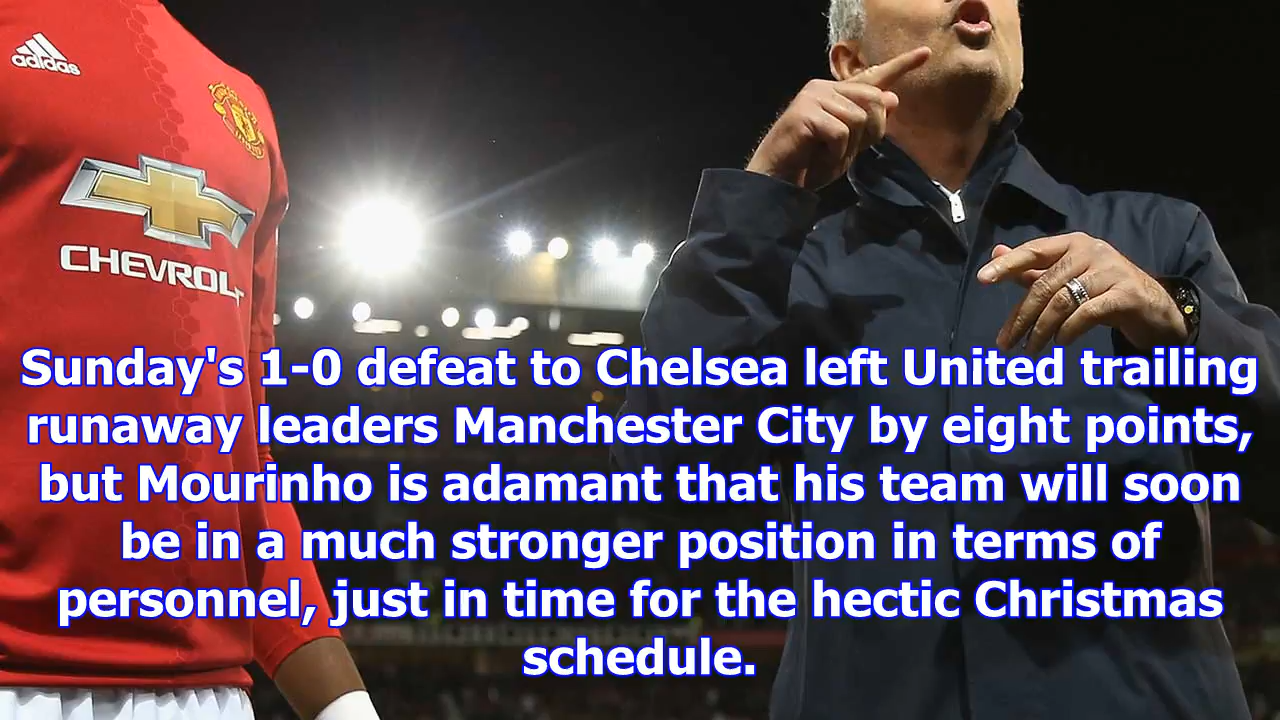 adidas
CHEVROL
Sunday's 1-0 defeat to Chelsea left United trailing
runaway leaders Manchester City by eight points,
but Mourinho is adamant that his team will soon
be in a much stronger position in terms of
personnel, just in time for the hectic Christmas
schedule.